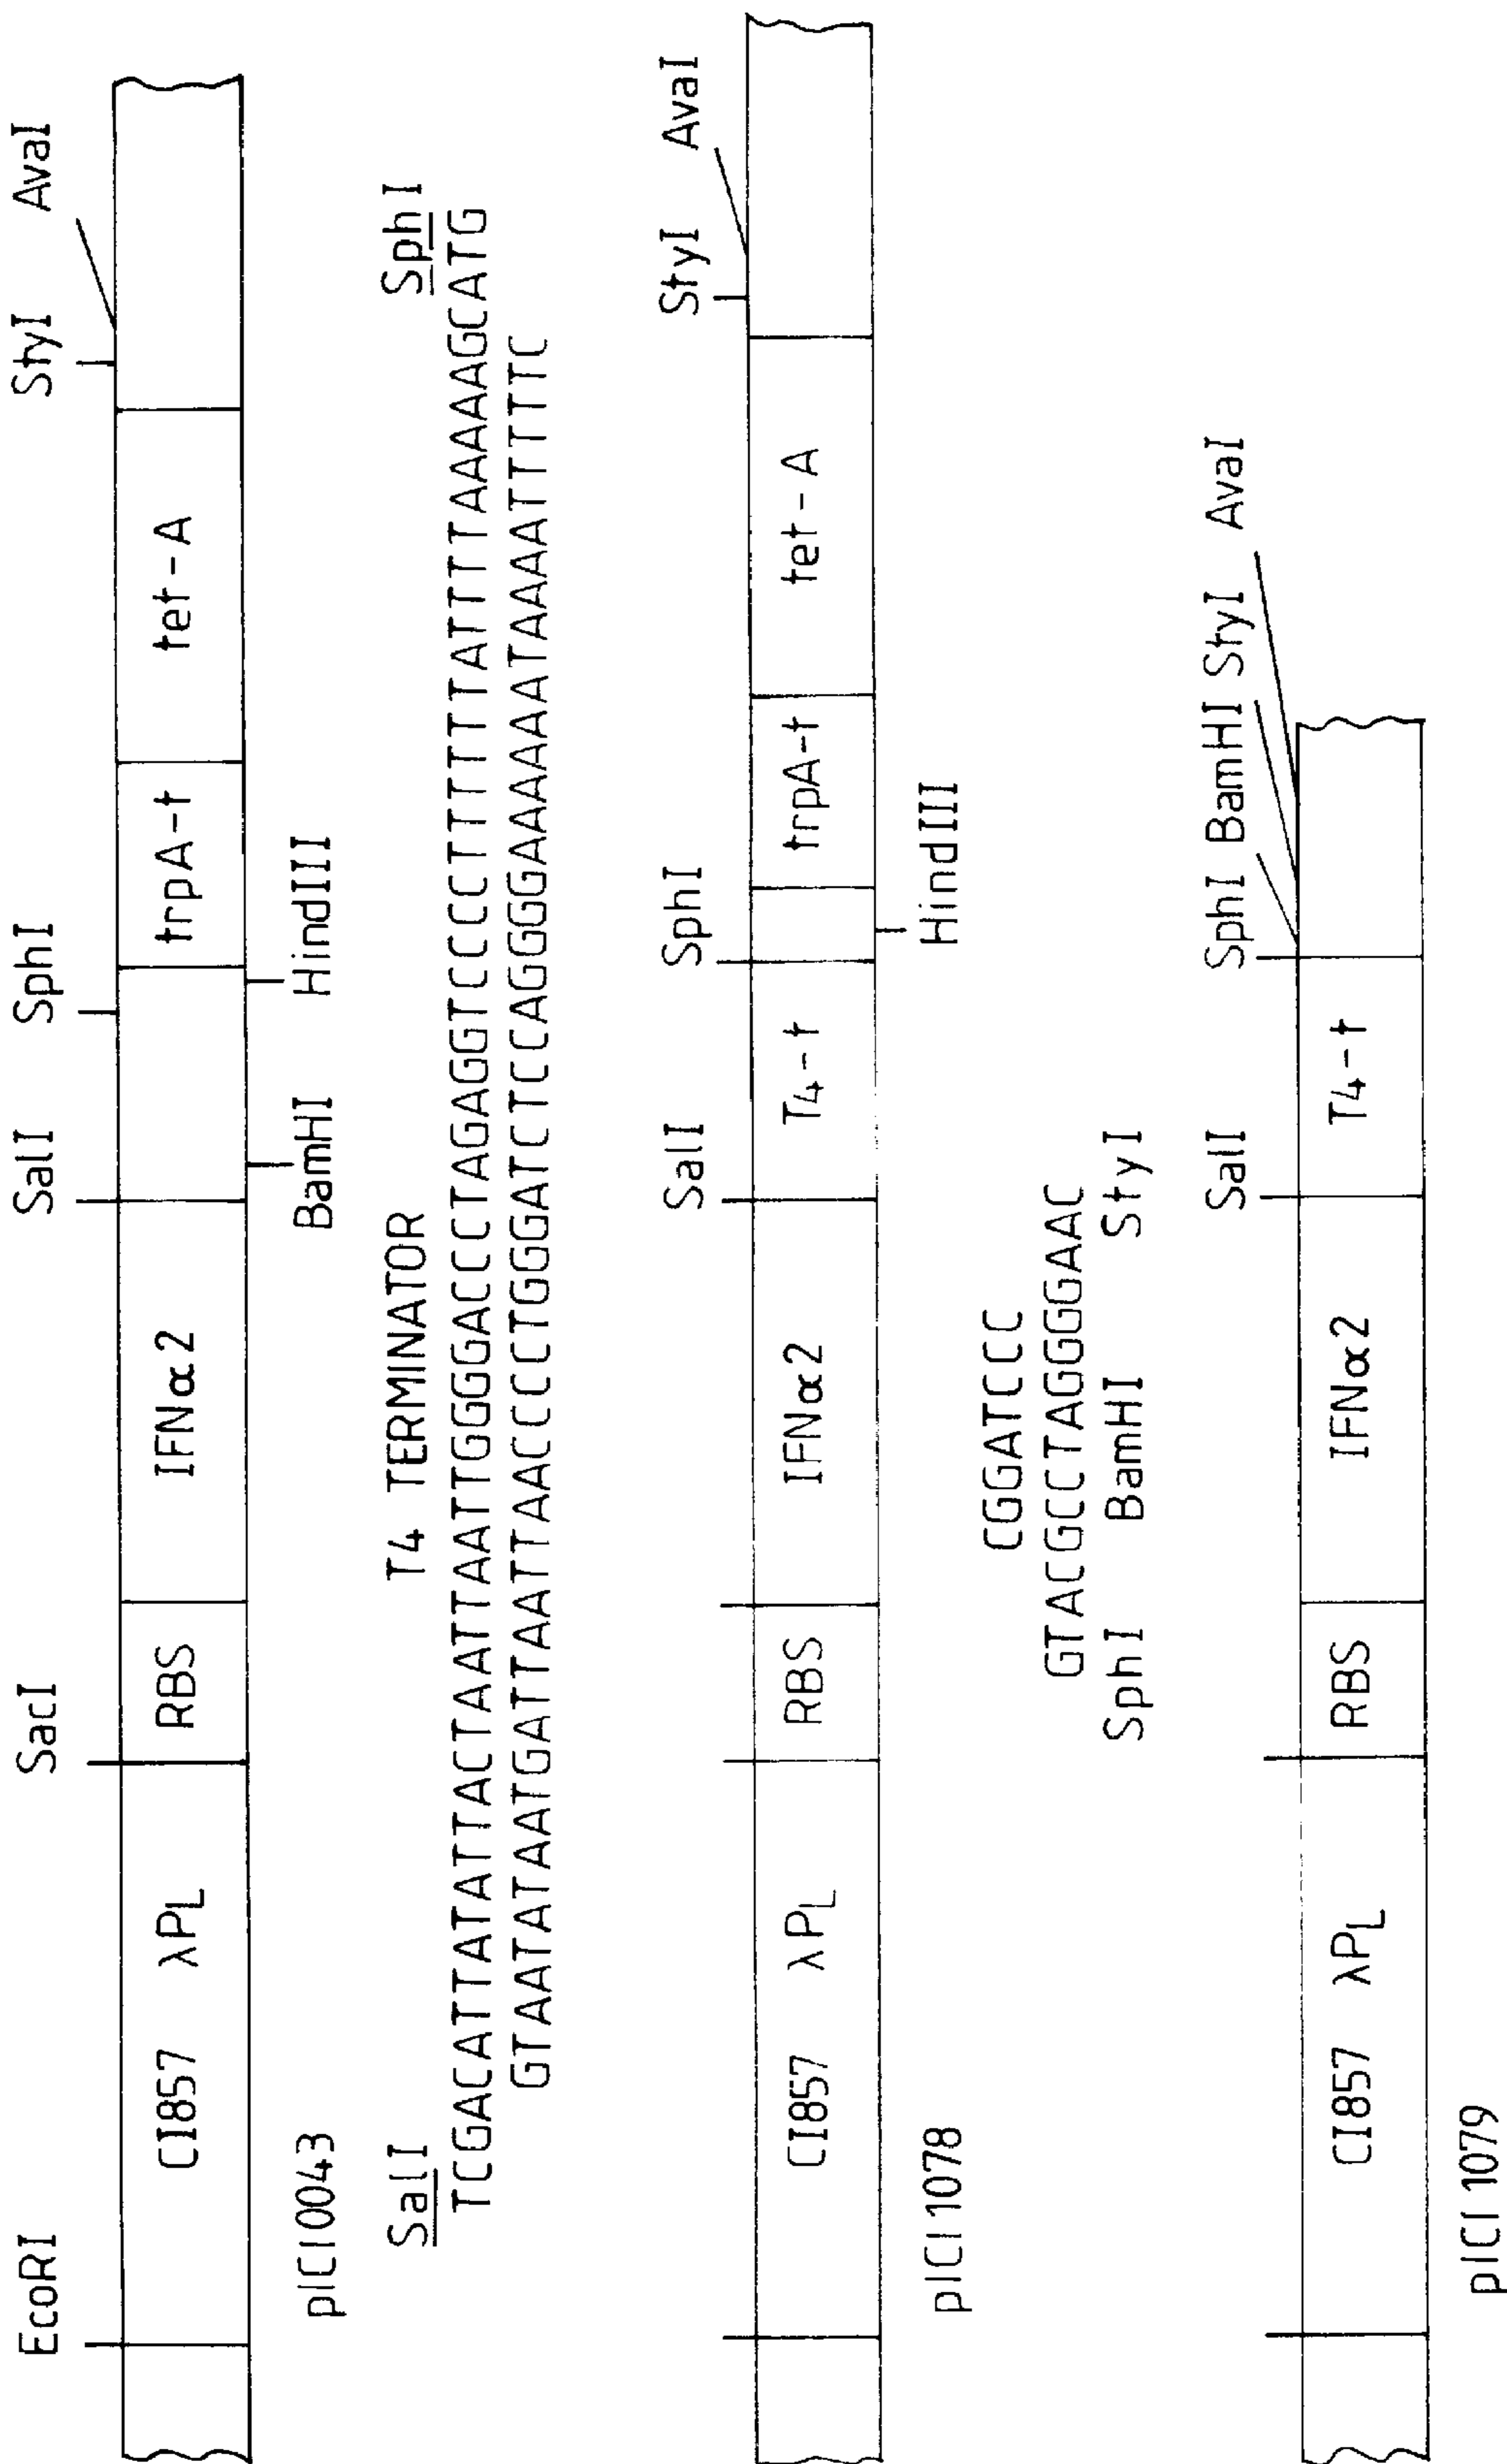 EcoRI SacI SalI SphI StyI AvaI
CI857 λPL RBS IFNα2 trpA-t tet-A
BamHI HindIII
pICI0043
T4 TERMINATOR
SalI SphI
TCGACATTATATTACTAATTAATTGGGGACCCTAGAGGTCCCCTTTTTTATTTTAAAAAGCATG
GTAATATAATGATTAATTAACCCCTGGGATCTCCAGGGGAAAAAATAAAATTTTTC
SalI SphI StyI AvaI
CI857 λPL RBS IFNα2 T4-t trpA-t tet-A
HindIII
pICI1078
CGGATCCC
GTACGCCTAGGGGAAC
SphI BamHI StyI
SalI SphI BamHI StyI AvaI
CI857 λPL RBS IFNα2 T4-t
pICI1079